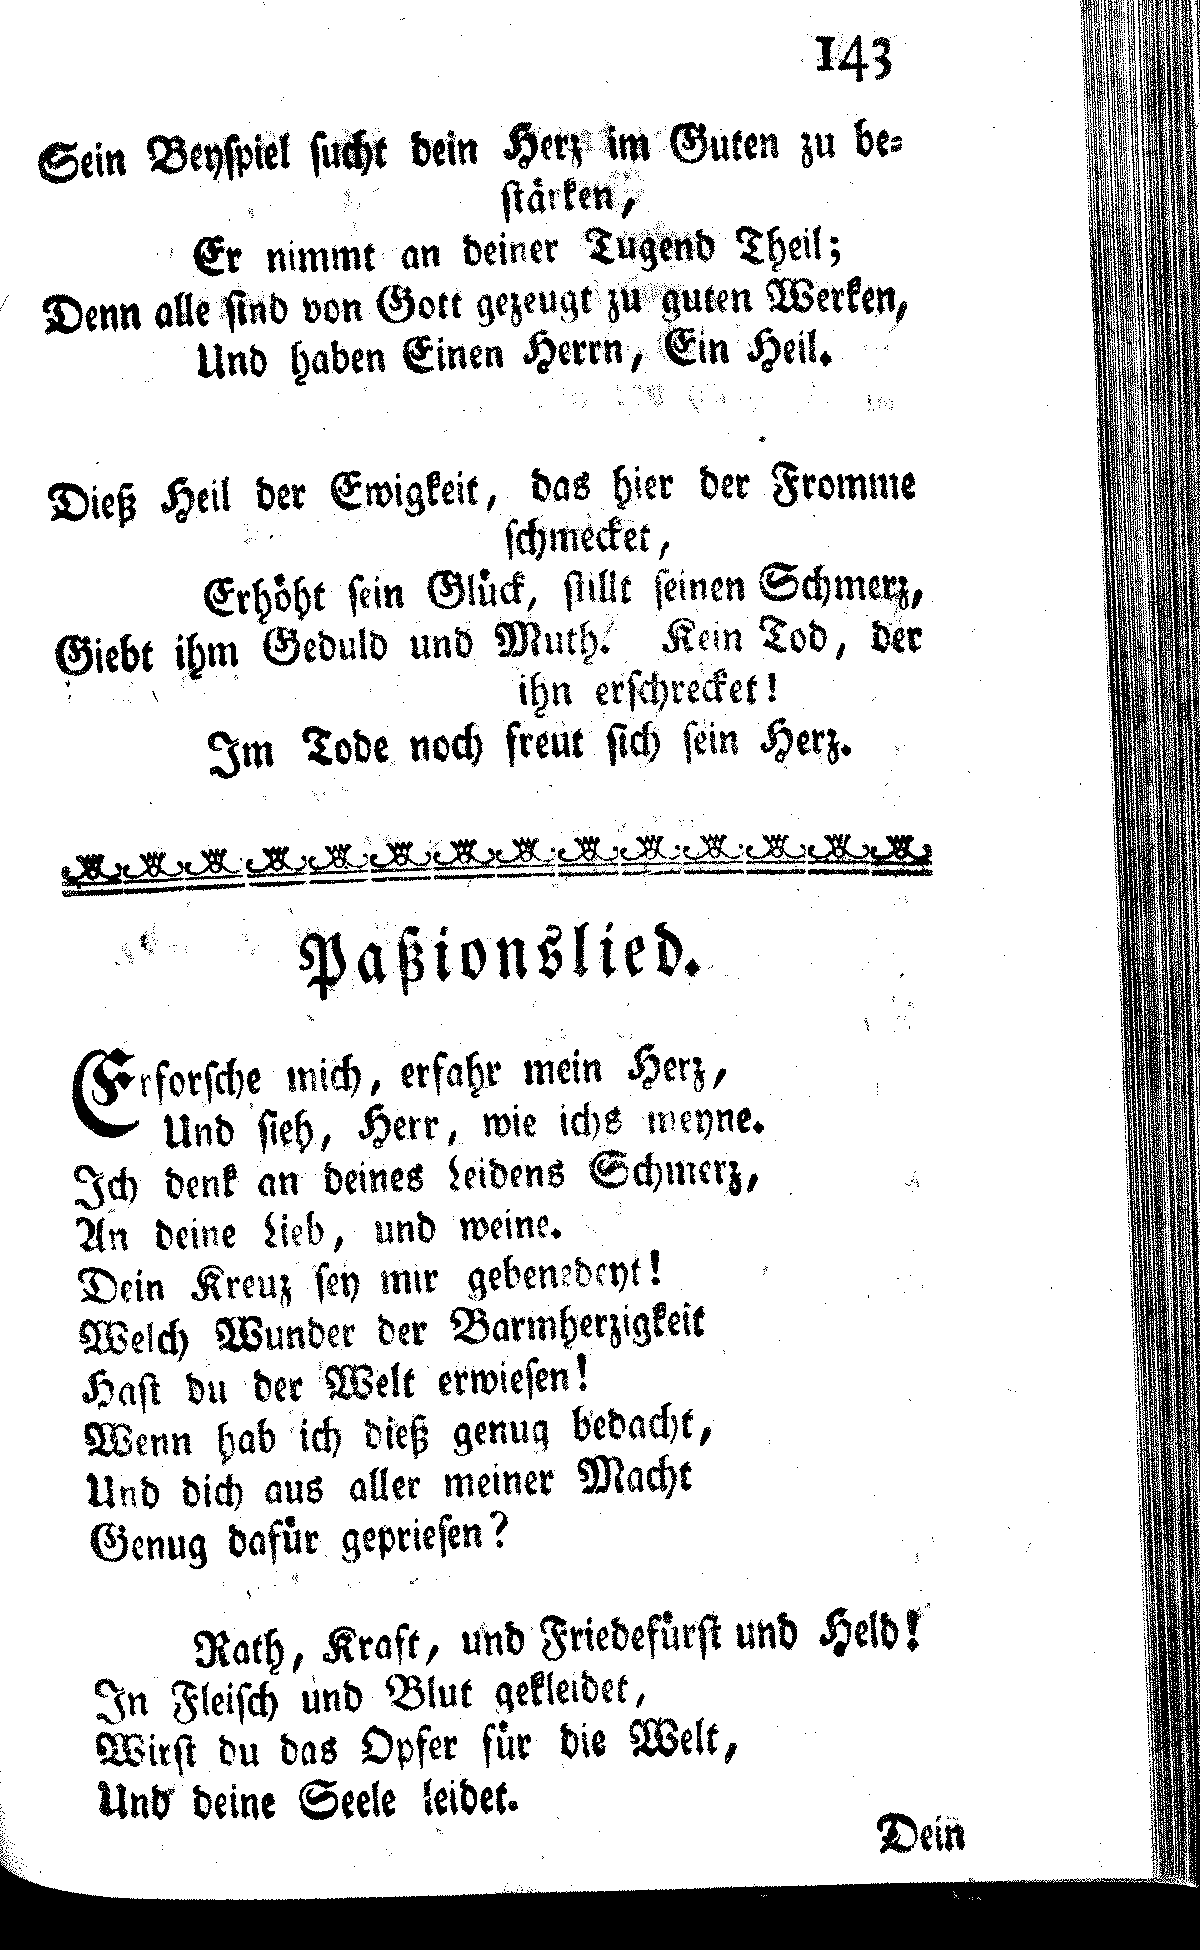 143
Sein Beyspiel sucht dein Herz im Guten zu be-
stärken,
Er nimmt an deiner Tugend Theil;
Denn alle sind von Gott gezeugt zu guten Werken,
Und haben Einen Herrn, Ein Heil.
Dieß Heil der Ewigkeit, das hier der Fromme
schmecket,
Erhöht sein Glück, stillt seinen Schmerz,
Giebt ihm Geduld und Muth. Kein Tod, der
ihn erschrecket!
Im Tode noch freut sich sein Herz.
Paßionslied.
Erforsche mich, erfahr mein Herz,
Und sieh, Herr, wie ichs meyne.
Ich denk an deines Leidens Schmerz,
An deine Lieb, und weine.
Dein Kreuz sey mir gebenedeyt!
Welch Wunder der Barmherzigkeit
Hast du der Welt erwiesen!
Wenn hab ich dieß genug bedacht,
Und dich aus aller meiner Macht
Genug dafür gepriesen?
Rath, Kraft, und Friedefürst und Held!
In Fleisch und Blut gekleidet,
Wirst du das Opfer für die Welt,
Und deine Seele leidet.
Dein